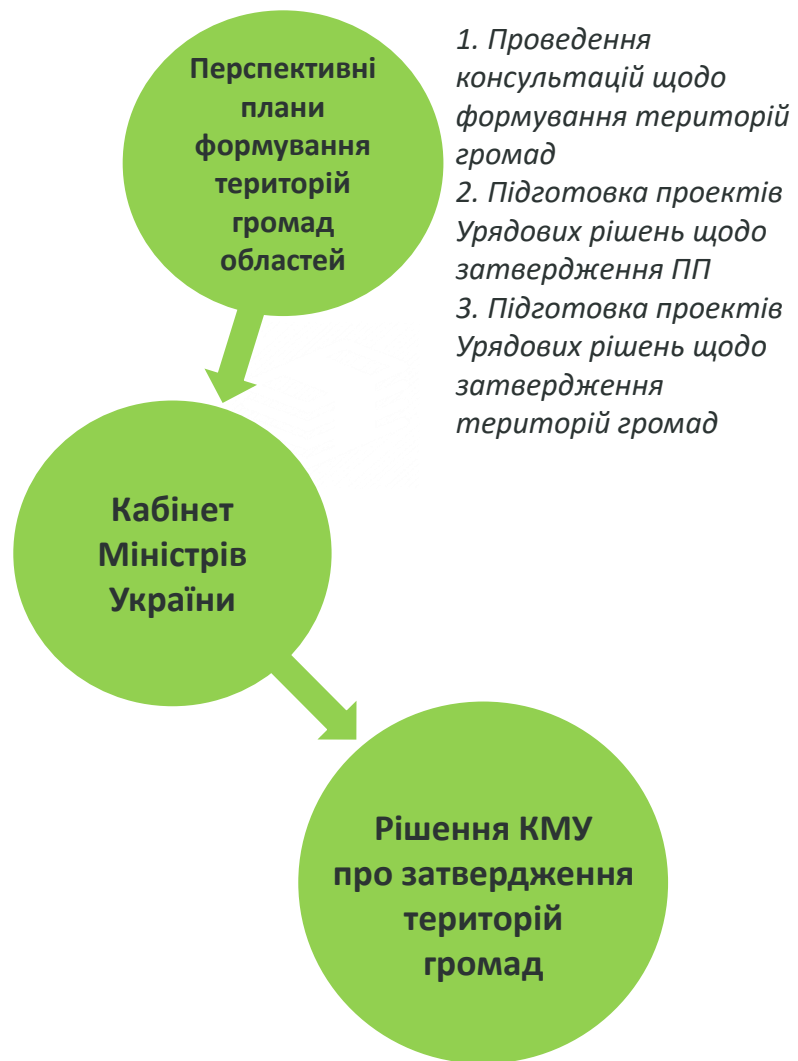 Перспективні
плани
формування
територій
громад
областей
1. Проведення
консультацій щодо
формування територій
громад
2. Підготовка проектів
Урядових рішень щодо
затвердження ПП
3. Підготовка проектів
Урядових рішень щодо
затвердження
територій громад
Кабінет
Міністрів
України
Рішення КМУ
про затвердження
територій
громад